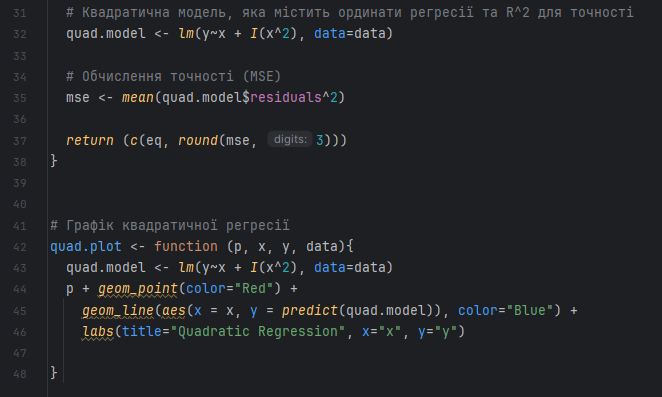 31 # Квадратична модель, яка містить ординати регресії та R^2 для точності
32 quad.model <- lm(y~x + I(x^2), data=data)
33
34 # Обчислення точності (MSE)
35 mse <- mean(quad.model$residuals^2)
36
37 return (c(eq, round(mse, digits: 3)))
38 }
39
40
41 # Графік квадратичної регресії
42 quad.plot <- function (p, x, y, data){
43 quad.model <- lm(y~x + I(x^2), data=data)
44 p + geom_point(color="Red") +
45 geom_line(aes(x = x, y = predict(quad.model)), color="Blue") +
46 labs(title="Quadratic Regression", x="x", y="y")
47
48 }